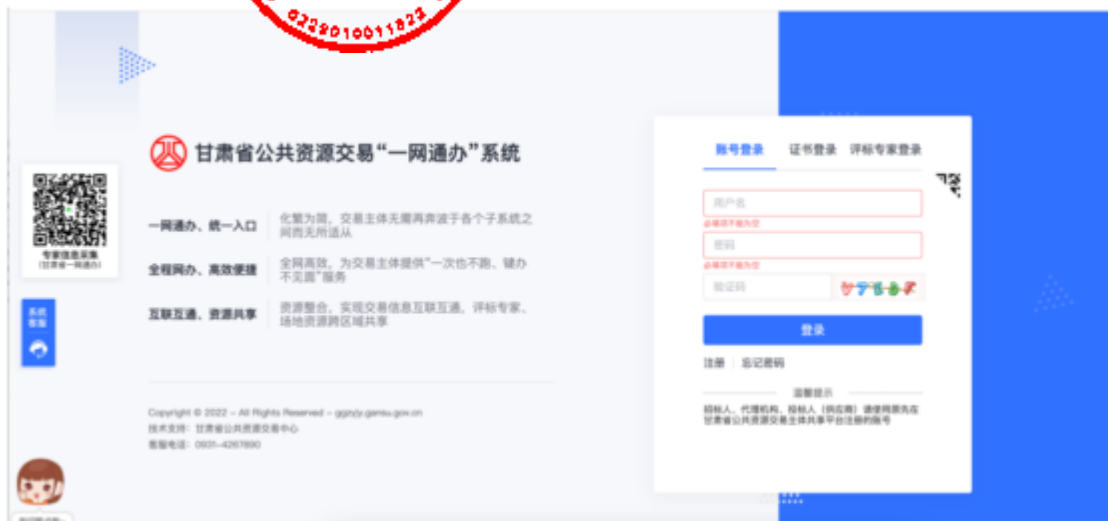 甘肃省公共资源交易“一网通办”系统
专家信息采集
(甘肃省一网通办)
系统
客服
一网通办、统一入口
化繁为简，交易主体无需再奔波于各个子系统之
间而无所适从
全程网办、高效便捷
全网高效，为交易主体提供“一次也不跑、键办
不见面”服务
互联互通、资源共享
资源整合，实现交易信息互联互通，评标专家、
场地资源跨区域共享
Copyright © 2022 - All Rights Reserved - ggzyjy.gansu.gov.cn
技术支持: 甘肃省公共资源交易中心
客服电话: 0931-4267890
账号登录 证书登录 评标专家登录
用户名
必填项不能为空
密码
必填项不能为空
验证码
登录
注册 忘记密码
温馨提示
招标人、代理机构、投标人（供应商）请使用原先在
甘肃省公共资源交易主体共享平台注册的账号